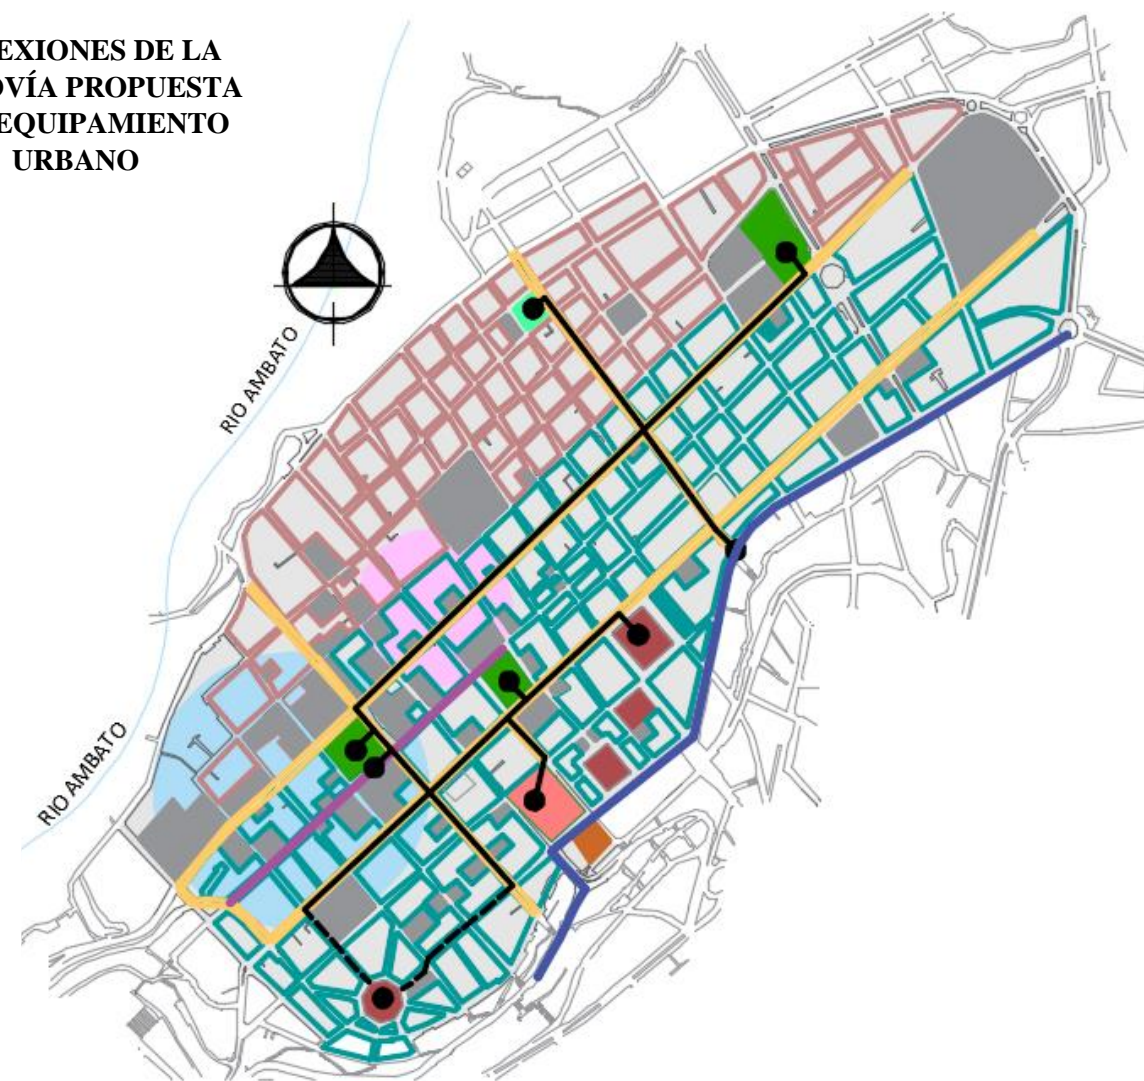 EXIONES DE LA
OVÍA PROPUESTA
EQUIPAMIENTO
URBANO
RIO AMBATO
RIO AMBATO